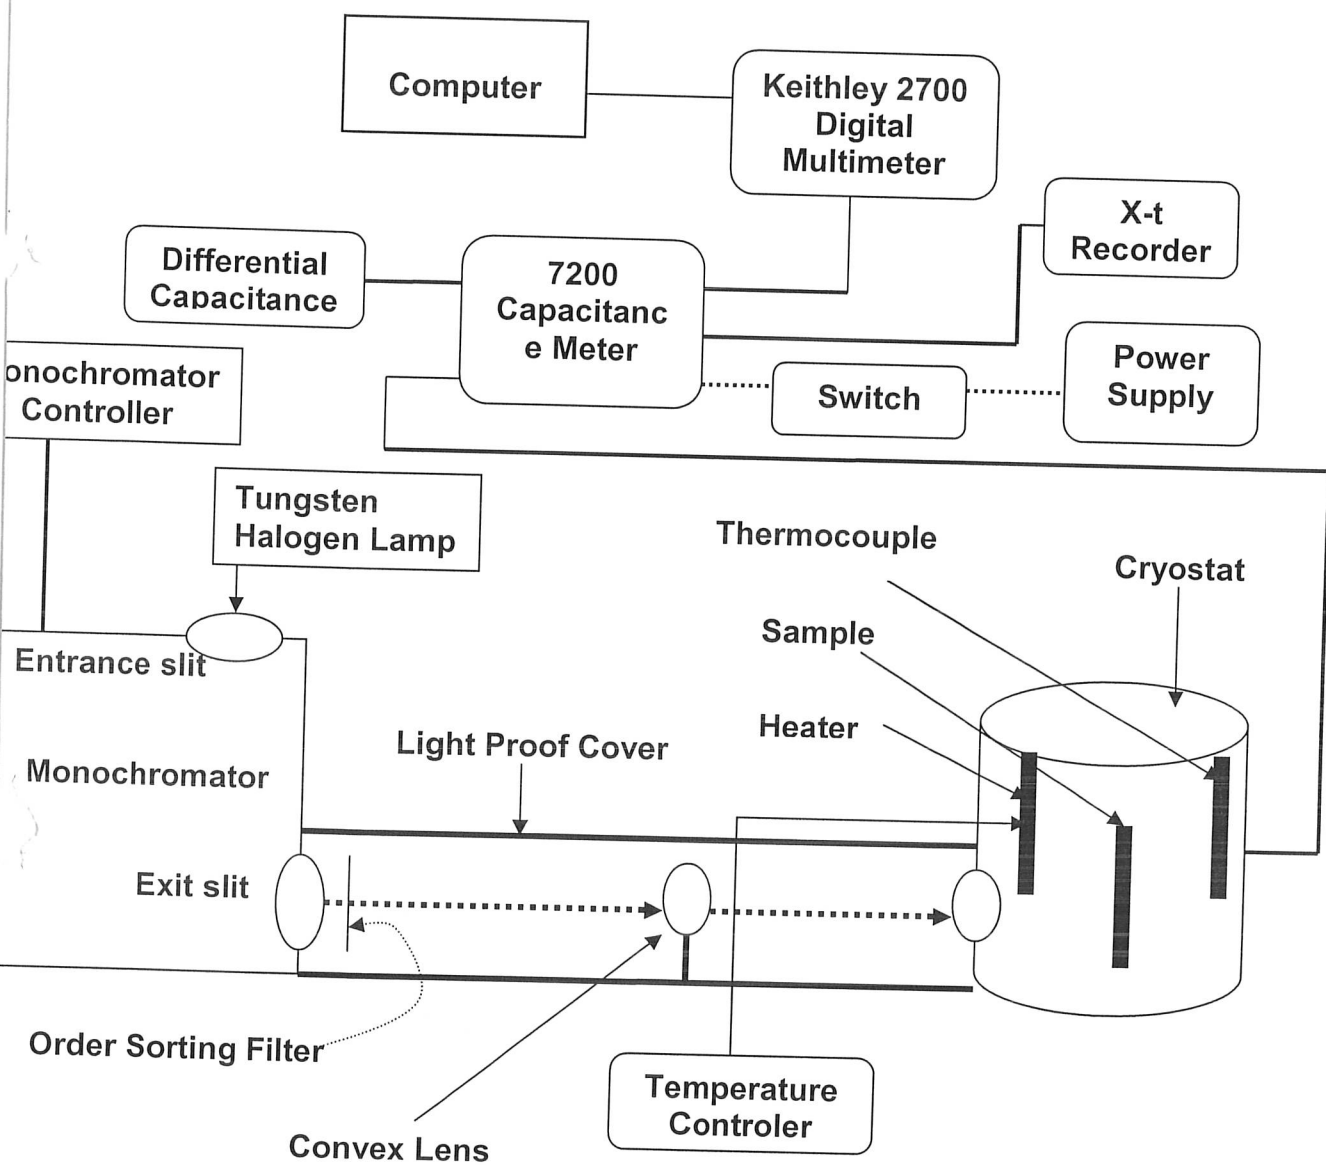 Computer
Keithley 2700
Digital
Multimeter
X-t
Recorder
Differential
Capacitance
7200
Capacitanc
e Meter
Power
Supply
Switch
onochromator
Controller
Tungsten
Halogen Lamp
Thermocouple
Cryostat
Sample
Entrance slit
Heater
Light Proof Cover
Monochromator
Exit slit
Order Sorting Filter
Temperature
Controler
Convex Lens